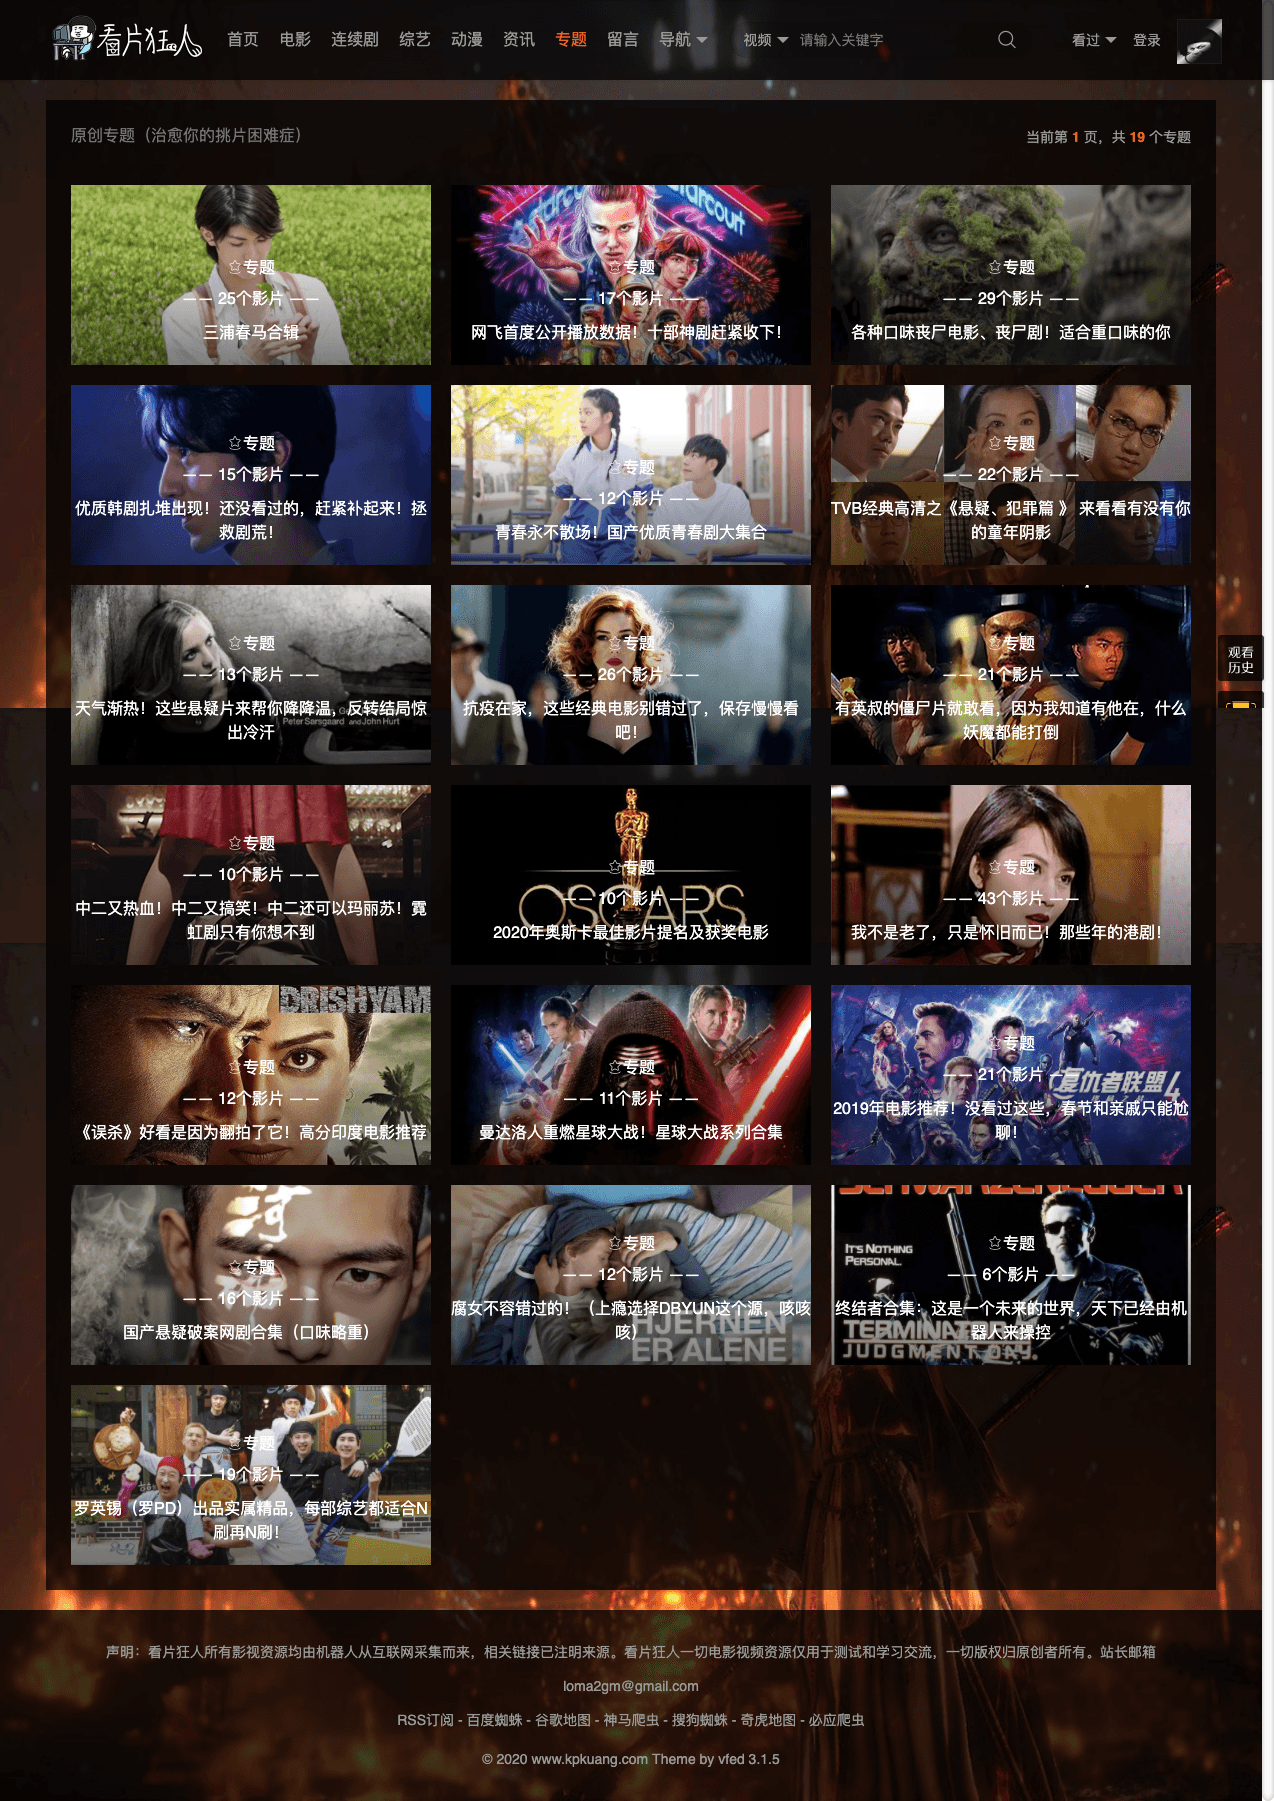 看片狂人 首页 电影 连续剧 综艺 动漫 资讯 专题 留言 导航 视频 请输入关键字 看过 登录
原创专题（治愈你的挑片困难症） 当前第 1 页，共 19 个专题
专题
—— 25个影片 ——
三浦春马合辑
专题
—— 17个影片 ——
网飞首度公开播放数据！十部神剧赶紧收下！
专题
—— 29个影片 ——
各种口味丧尸电影、丧尸剧！适合重口味的你
专题
—— 15个影片 ——
优质韩剧扎堆出现！还没看过的，赶紧补起来！拯
救剧荒！
专题
—— 12个影片 ——
青春永不散场！国产优质青春剧大集合
专题
—— 22个影片 ——
TVB经典高清之《悬疑、犯罪篇 》 来看看有没有你
的童年阴影
观看
历史
专题
—— 13个影片 ——
天气渐热！这些悬疑片来帮你降降温，反转结局惊
出冷汗
Peter Sarsgaard and John Hurt
专题
—— 26个影片 ——
抗疫在家，这些经典电影别错过了，保存慢慢看
吧！
专题
—— 21个影片 ——
有英叔的僵尸片就敢看，因为我知道有他在，什么
妖魔都能打倒
专题
—— 10个影片 ——
中二又热血！中二又搞笑！中二还可以玛丽苏！霓
虹剧只有你想不到
专题
—— 10个影片 ——
OSCARS
2020年奥斯卡最佳影片提名及获奖电影
专题
—— 43个影片 ——
我不是老了，只是怀旧而已！那些年的港剧！
DRISHYAM
专题
—— 12个影片 ——
《误杀》好看是因为翻拍了它！高分印度电影推荐
专题
—— 11个影片 ——
曼达洛人重燃星球大战！星球大战系列合集
专题
—— 21个影片 ——
复仇者联盟4
2019年电影推荐！没看过这些，春节和亲戚只能尬
聊！
河
专题
—— 16个影片 ——
国产悬疑破案网剧合集（口味略重）
专题
—— 12个影片 ——
腐女不容错过的！（上瘾选择DBYUN这个源，咳咳
咳）
HJERNEN
ER ALENE
SCHWARZENEGGER
IT'S NOTHING
PERSONAL.
专题
—— 6个影片 ——
终结者合集：这是一个未来的世界，天下已经由机
器人来操控
TERMINATOR
JUDGMENT DAY.
专题
—— 19个影片 ——
罗英锡（罗PD）出品实属精品，每部综艺都适合N
刷再N刷！
声明：看片狂人所有影视资源均由机器人从互联网采集而来，相关链接已注明来源。看片狂人一切电影视频资源仅用于测试和学习交流，一切版权归原创者所有。站长邮箱
loma2gm@gmail.com
RSS订阅 - 百度蜘蛛 - 谷歌地图 - 神马爬虫 - 搜狗蜘蛛 - 奇虎地图 - 必应爬虫
© 2020 www.kpkuang.com Theme by vfed 3.1.5